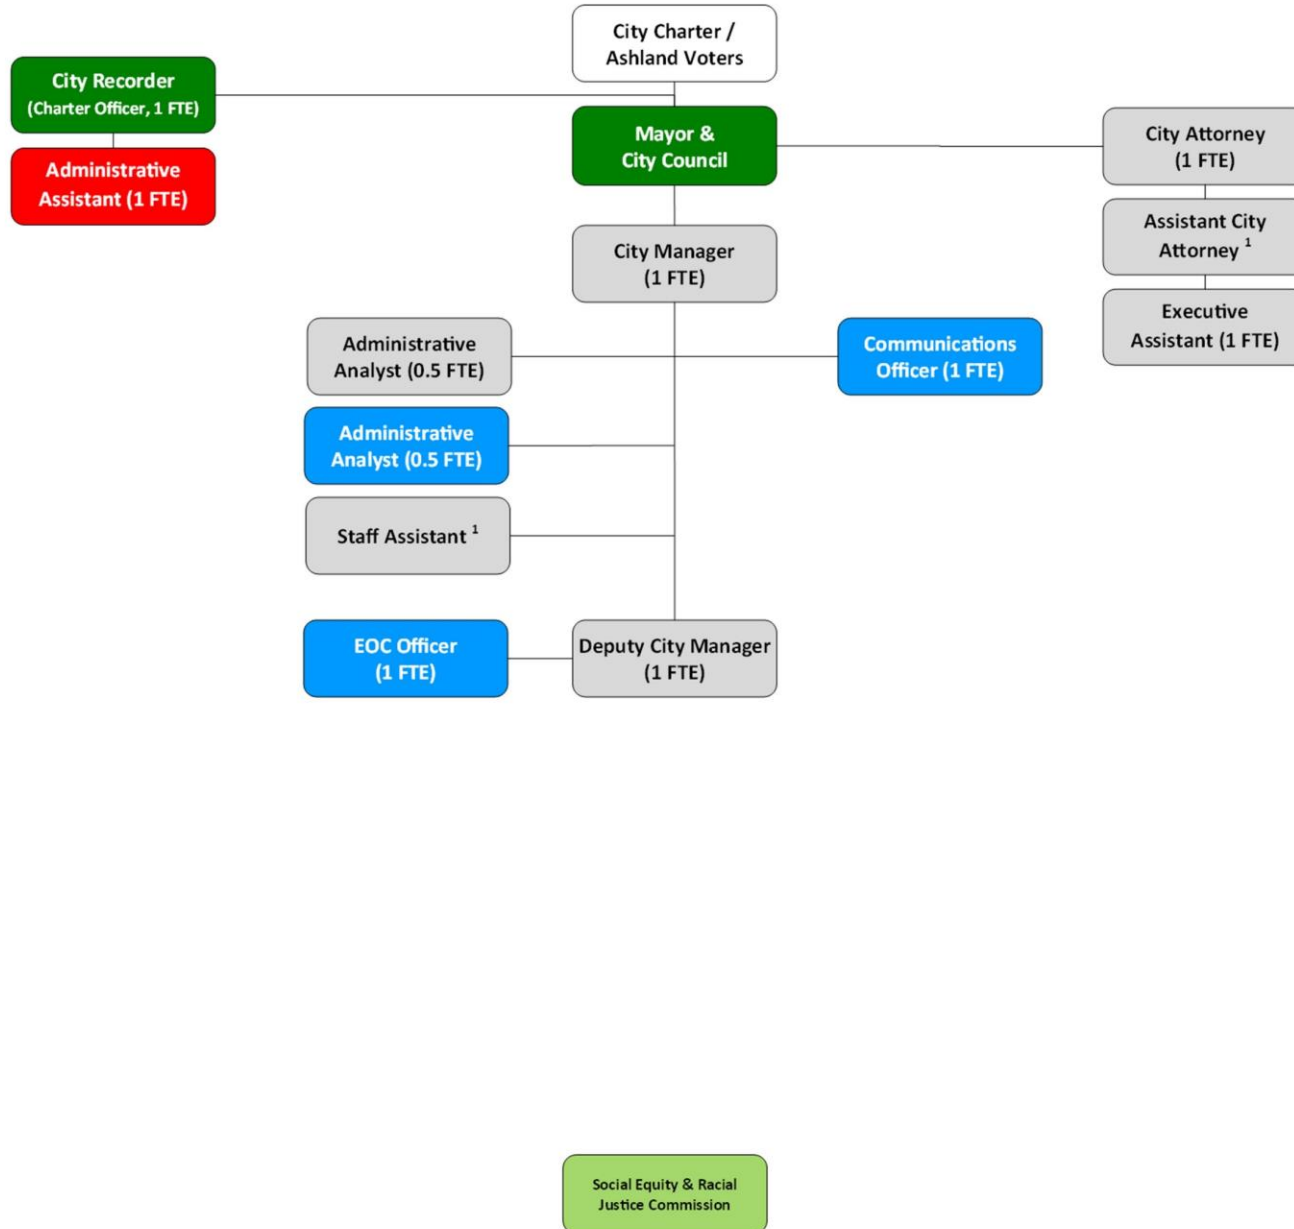 City Charter /
Ashland Voters
City Recorder
(Charter Officer, 1 FTE)
Administrative
Assistant (1 FTE)
Mayor &
City Council
City Attorney
(1 FTE)
Assistant City
Attorney ¹
Executive
Assistant (1 FTE)
City Manager
(1 FTE)
Administrative
Analyst (0.5 FTE)
Communications
Officer (1 FTE)
Administrative
Analyst (0.5 FTE)
Staff Assistant ¹
EOC Officer
(1 FTE)
Deputy City Manager
(1 FTE)
Social Equity & Racial
Justice Commission